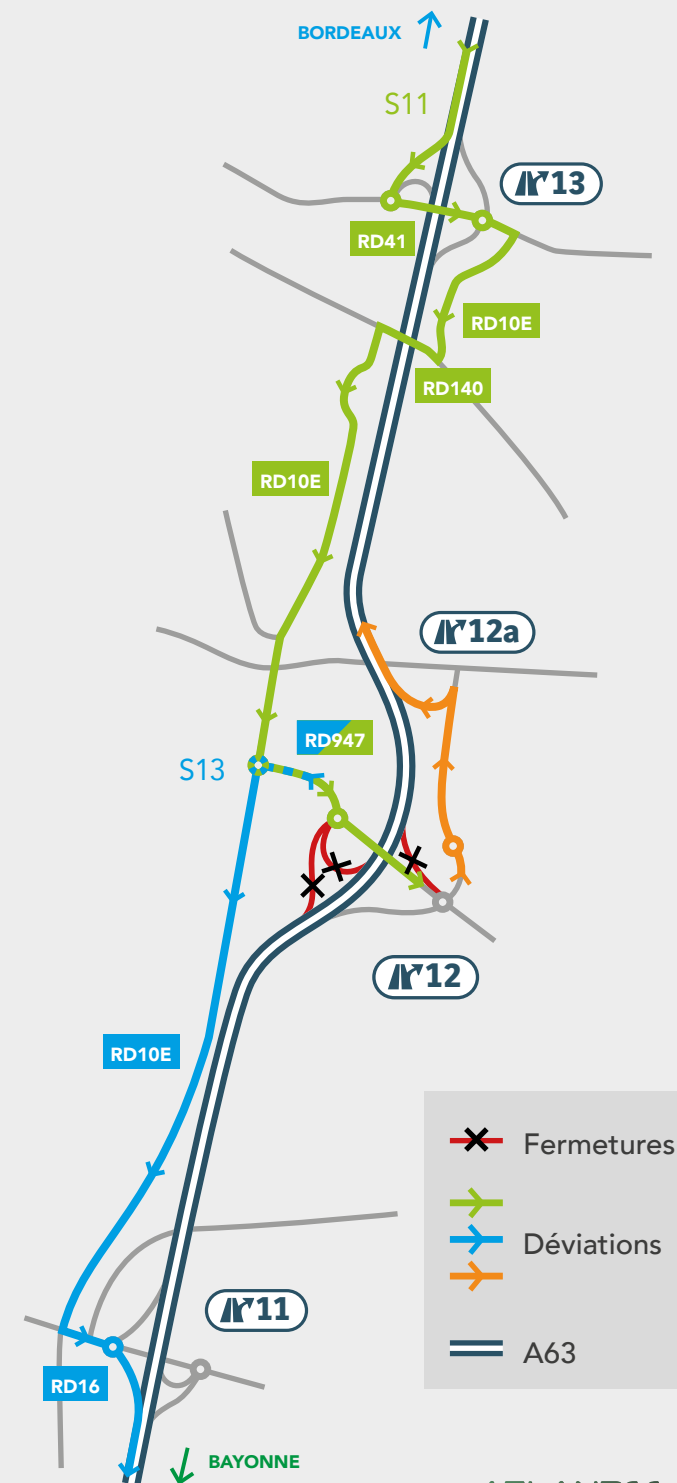 BORDEAUX
S11
13
RD41
RD10E
RD140
RD10E
12a
RD947
S13
12
RD10E
Fermetures
Déviations
11
A63
RD16
BAYONNE